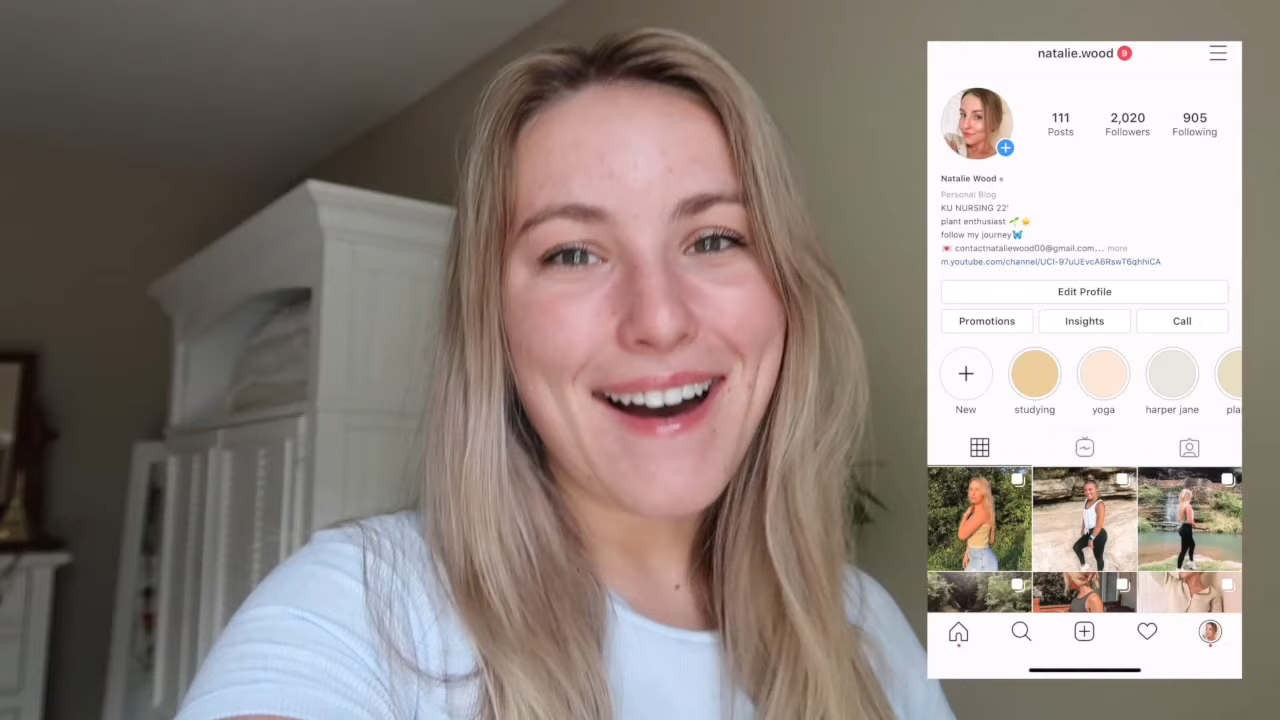 natalie.wood 9
111 2,020 905
Posts Followers Following
Natalie Wood
Personal Blog
KU NURSING 22'
plant enthusiast 🌱☀️
follow my journey🦋
💌 contactnataliewood00@gmail.com... more
m.youtube.com/channel/UCI-97uUEvcA6RswT6qhhiCA
Edit Profile
Promotions Insights Call
New studying yoga harper jane pla